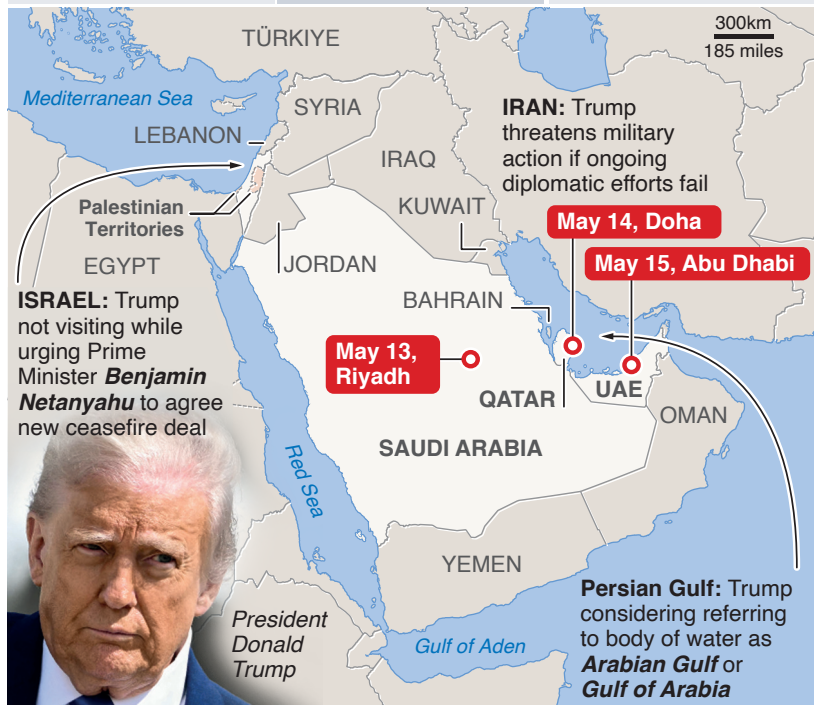 300km
185 miles
TÜRKIYE
Mediterranean Sea
SYRIA
LEBANON
IRAQ
IRAN: Trump
threatens military
action if ongoing
diplomatic efforts fail
Palestinian
Territories
KUWAIT
May 14, Doha
May 15, Abu Dhabi
EGYPT
JORDAN
BAHRAIN
ISRAEL: Trump
not visiting while
urging Prime
Minister Benjamin
Netanyahu to agree
new ceasefire deal
May 13,
Riyadh
QATAR
UAE
OMAN
SAUDI ARABIA
Red Sea
YEMEN
President
Donald
Trump
Gulf of Aden
Persian Gulf: Trump
considering referring
to body of water as
Arabian Gulf or
Gulf of Arabia